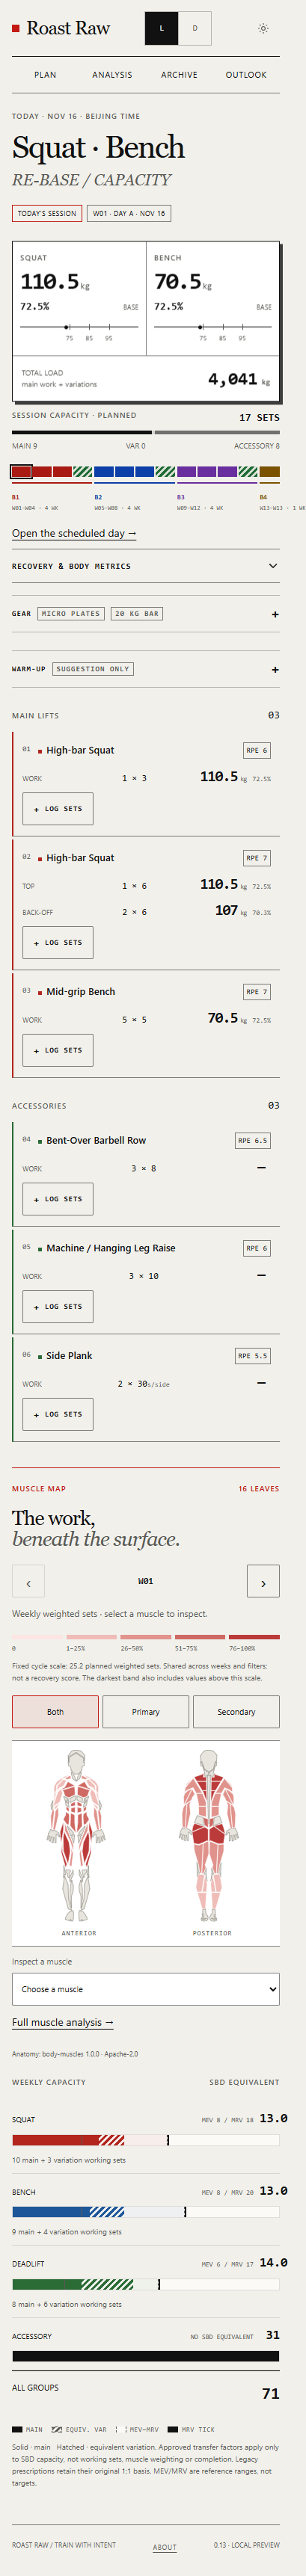 Roast Raw
L D
PLAN ANALYSIS ARCHIVE OUTLOOK
TODAY · NOV 16 · BEIJING TIME
Squat · Bench
RE-BASE / CAPACITY
TODAY'S SESSION W01 · DAY A · NOV 16
SQUAT BENCH
110.5 kg 70.5 kg
72.5% BASE 72.5% BASE
75 85 95 75 85 95
TOTAL LOAD
main work + variations
4,041 kg
SESSION CAPACITY · PLANNED 17 SETS
MAIN 9 VAR 0 ACCESSORY 8
B1 B2 B3 B4
W01-W04 · 4 WK W05-W08 · 4 WK W09-W12 · 4 WK W13-W13 · 1 WK
Open the scheduled day →
RECOVERY & BODY METRICS
GEAR MICRO PLATES 20 KG BAR +
WARM-UP SUGGESTION ONLY +
MAIN LIFTS 03
01 High-bar Squat RPE 6
WORK 1 × 3 110.5 kg 72.5%
+ LOG SETS
02 High-bar Squat RPE 7
TOP 1 × 6 110.5 kg 72.5%
BACK-OFF 2 × 6 107 kg 70.3%
+ LOG SETS
03 Mid-grip Bench RPE 7
WORK 5 × 5 70.5 kg 72.5%
+ LOG SETS
ACCESSORIES 03
04 Bent-Over Barbell Row RPE 6.5
WORK 3 × 8 —
+ LOG SETS
05 Machine / Hanging Leg Raise RPE 6
WORK 3 × 10 —
+ LOG SETS
06 Side Plank RPE 5.5
WORK 2 × 30s/side —
+ LOG SETS
MUSCLE MAP 16 LEAVES
The work,
beneath the surface.
‹ W01 ›
Weekly weighted sets · select a muscle to inspect.
0 1–25% 26–50% 51–75% 76–100%
Fixed cycle scale: 25.2 planned weighted sets. Shared across weeks and filters;
not a recovery score. The darkest band also includes values above this scale.
Both Primary Secondary
ANTERIOR POSTERIOR
Inspect a muscle
Choose a muscle
Full muscle analysis →
Anatomy: body-muscles 1.0.0 · Apache-2.0
WEEKLY CAPACITY SBD EQUIVALENT
SQUAT MEV 8 / MRV 18 13.0
10 main + 3 variation working sets
BENCH MEV 8 / MRV 20 13.0
9 main + 4 variation working sets
DEADLIFT MEV 6 / MRV 17 14.0
8 main + 6 variation working sets
ACCESSORY NO SBD EQUIVALENT 31
ALL GROUPS 71
MAIN EQUIV. VAR MEV–MRV MRV TICK
Solid · main Hatched · equivalent variation. Approved transfer factors apply only
to SBD capacity, not working sets, muscle weighting or completion. Legacy
prescriptions retain their original 1:1 basis. MEV/MRV are reference ranges, not
targets.
ROAST RAW / TRAIN WITH INTENT ABOUT 0.13 · LOCAL PREVIEW